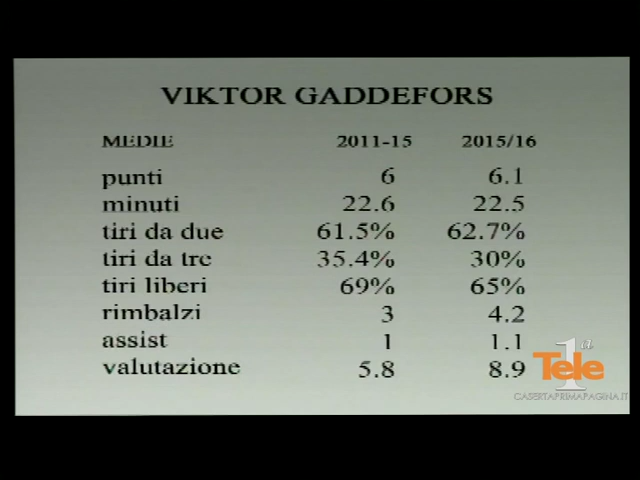 VIKTOR GADDEFORS
MEDIE 2011-15 2015/16
punti 6 6.1
minuti 22.6 22.5
tiri da due 61.5% 62.7%
tiri da tre 35.4% 30%
tiri liberi 69% 65%
rimbalzi 3 4.2
assist 1 1.1
valutazione 5.8 8.9
Tele 1a
CASERTAPRIMAPAGINA.IT